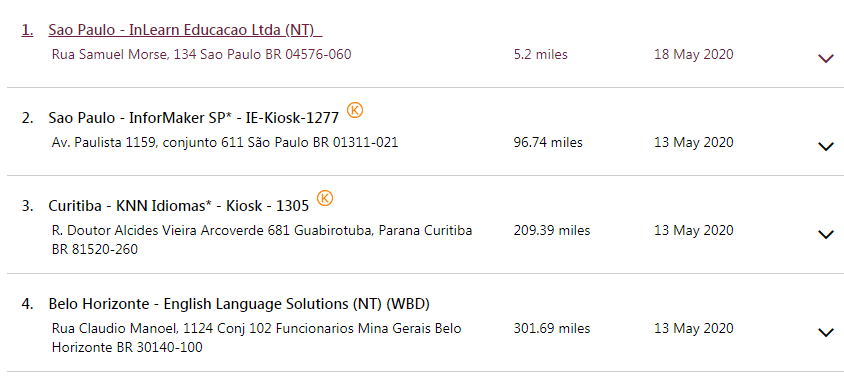 1. Sao Paulo - InLearn Educacao Ltda (NT)
Rua Samuel Morse, 134 Sao Paulo BR 04576-060 5.2 miles 18 May 2020
2. Sao Paulo - InforMaker SP* - IE-Kiosk-1277 K
Av. Paulista 1159, conjunto 611 São Paulo BR 01311-021 96.74 miles 13 May 2020
3. Curitiba - KNN Idiomas* - Kiosk - 1305 K
R. Doutor Alcides Vieira Arcoverde 681 Guabirotuba, Parana Curitiba 209.39 miles 13 May 2020
BR 81520-260
4. Belo Horizonte - English Language Solutions (NT) (WBD)
Rua Claudio Manoel, 1124 Conj 102 Funcionarios Mina Gerais Belo 301.69 miles 13 May 2020
Horizonte BR 30140-100